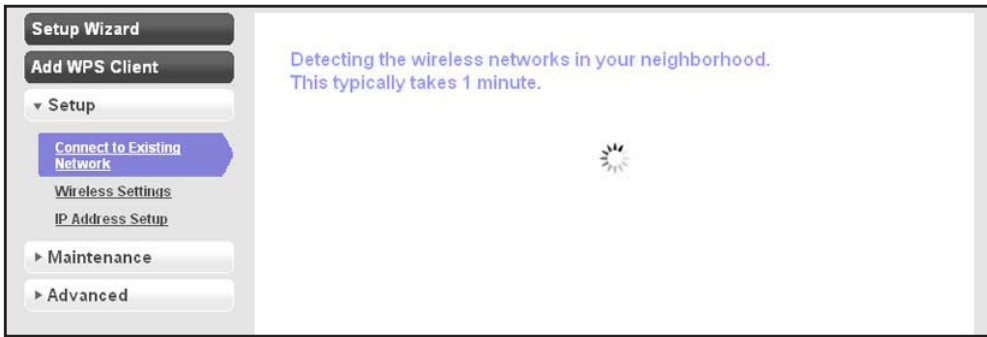 Setup Wizard
Add WPS Client
Setup
Connect to Existing
Network
Wireless Settings
IP Address Setup
Maintenance
Advanced
Detecting the wireless networks in your neighborhood.
This typically takes 1 minute.